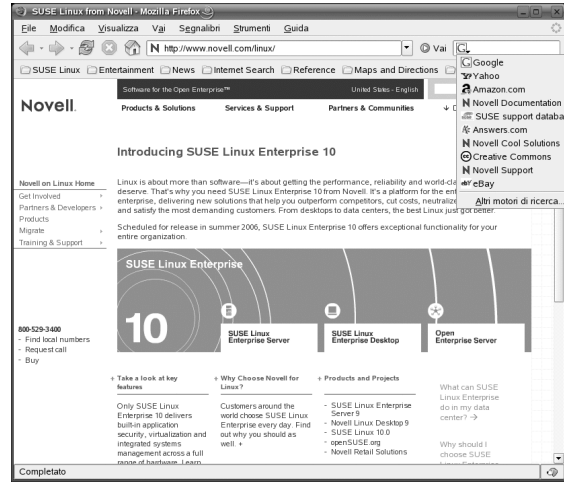 SUSE Linux from Novell - Mozilla Firefox
File Modifica Visualizza Vai Segnalibri Strumenti Guida
http://www.novell.com/linux/
Vai
G
SUSE Linux Entertainment News Internet Search Reference Maps and Directions
Google
Yahoo
Amazon.com
Novell Documentation
SUSE support databa
Answers.com
Novell Cool Solutions
Creative Commons
Novell Support
eBay
Altri motori di ricerca...
Software for the Open Enterprise™
United States - English
Novell.
Products & Solutions Services & Support Partners & Communities
Introducing SUSE Linux Enterprise 10
Novell on Linux Home
Get Involved
Partners & Developers
Products
Migrate
Training & Support
Linux is about more than software—it's about getting the performance, reliability and world-cla
deserve. That's why you need SUSE Linux Enterprise 10 from Novell. It's a platform for the ent
enterprise, delivering new solutions that help you outperform competitors, cut costs, neutralize
and satisfy the most demanding customers. From desktops to data centers, the best Linux just got better.
Scheduled for release in summer 2006, SUSE Linux Enterprise 10 offers exceptional functionality for your
entire organization.
SUSE Linux Enterprise
10
SUSE Linux
Enterprise Server
SUSE Linux
Enterprise Desktop
Open
Enterprise Server
800-529-3400
- Find local numbers
- Request call
- Buy
+ Take a look at key
features
Only SUSE Linux
Enterprise 10 delivers
built-in application
security, virtualization and
integrated systems
management across a full
range of hardware. Learn
+ Why Choose Novell for
Linux?
Customers around the
world choose SUSE Linux
Enterprise every day. Find
out why you should as
well. +
+ Products and Projects
- SUSE Linux Enterprise
Server 9
- Novell Linux Desktop 9
- SUSE Linux 10.0
- openSUSE.org
- Novell Retail Solutions
What can SUSE
Linux Enterprise
do in my data
center? →
Why should I
choose SUSE
Linux Enterprise
Completato